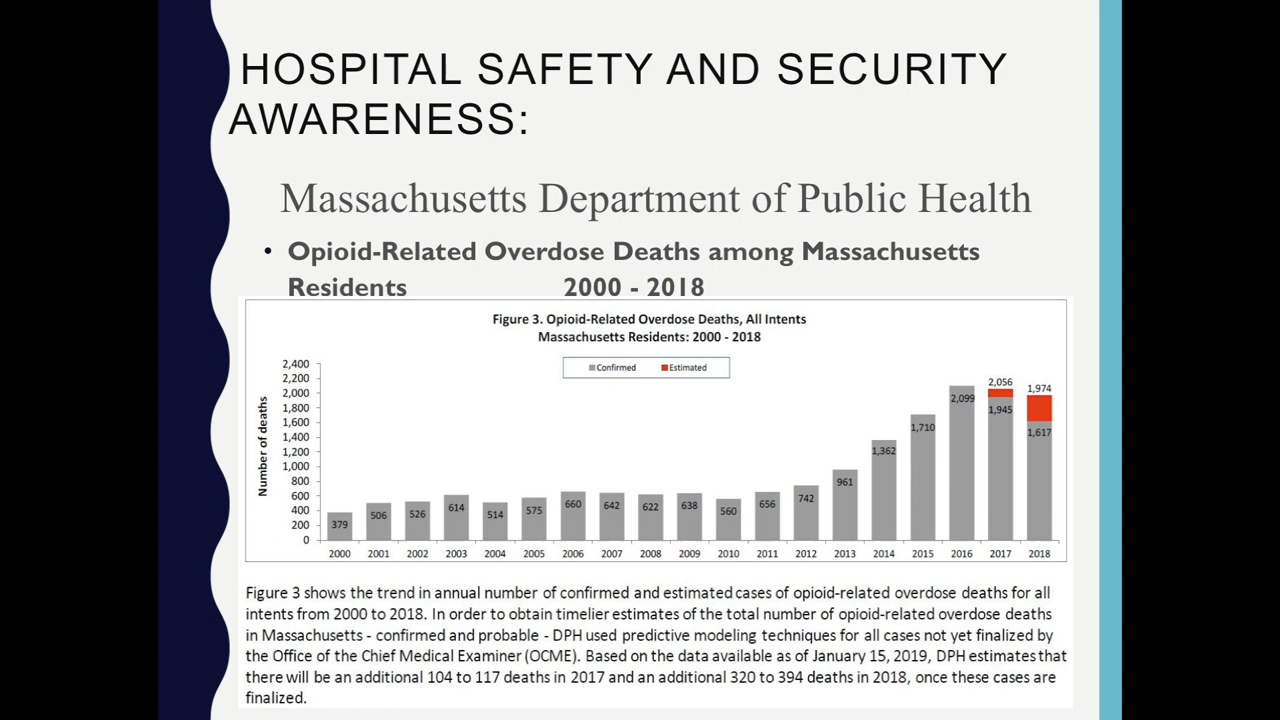 HOSPITAL SAFETY AND SECURITY
AWARENESS:
Massachusetts Department of Public Health
• Opioid-Related Overdose Deaths among Massachusetts
Residents 2000 - 2018
Figure 3. Opioid-Related Overdose Deaths, All Intents
Massachusetts Residents: 2000 - 2018
Confirmed Estimated
Number of deaths
2,400
2,200
2,000
1,800
1,600
1,400
1,200
1,000
800
600
400
200
0
379 506 526 614 514 575 660 642 622 638 560 656 742 961 1,362 1,710 2,099 2,056 1,945 1,974 1,617
2000 2001 2002 2003 2004 2005 2006 2007 2008 2009 2010 2011 2012 2013 2014 2015 2016 2017 2018
Figure 3 shows the trend in annual number of confirmed and estimated cases of opioid-related overdose deaths for all
intents from 2000 to 2018. In order to obtain timelier estimates of the total number of opioid-related overdose deaths
in Massachusetts - confirmed and probable - DPH used predictive modeling techniques for all cases not yet finalized by
the Office of the Chief Medical Examiner (OCME). Based on the data available as of January 15, 2019, DPH estimates that
there will be an additional 104 to 117 deaths in 2017 and an additional 320 to 394 deaths in 2018, once these cases are
finalized.